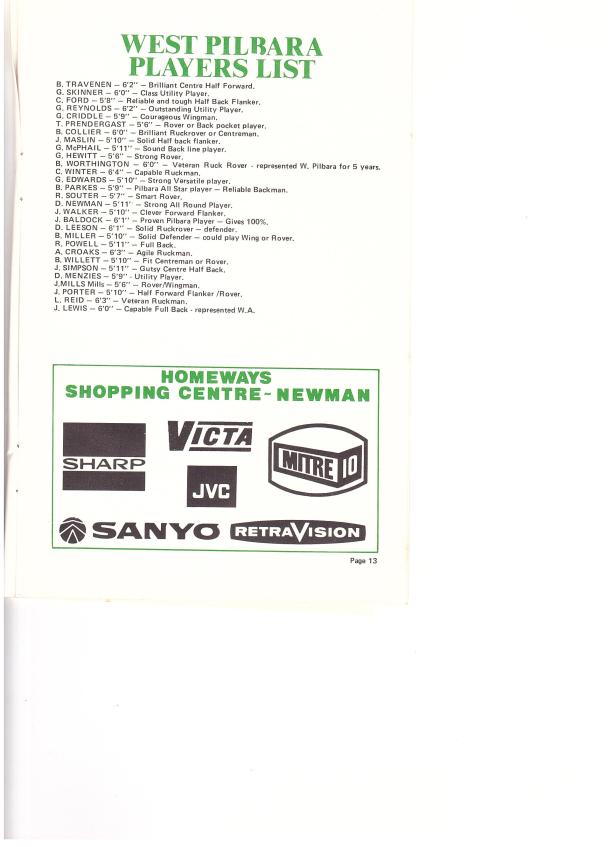 WEST PILBARA
PLAYERS LIST
B. TRAVENEN – 6'2" – Brilliant Centre Half Forward.
G. SKINNER – 6'0" – Class Utility Player.
C. FORD – 5'8" – Reliable and tough Half Back Flanker.
G. REYNOLDS – 6'2" – Outstanding Utility Player.
G. CRIDDLE – 5'9" – Courageous Wingman.
T. PRENDERGAST – 5'6" – Rover or Back pocket player.
B. COLLIER – 6'0" – Brilliant Ruckrover or Centreman.
J. MASLIN – 5'10" – Solid Half back flanker.
G. McPHAIL – 5'11" – Sound Back line player.
G. HEWITT – 5'6" – Strong Rover.
B. WORTHINGTON – 6'0" – Veteran Ruck Rover - represented W. Pilbara for 5 years.
C. WINTER – 6'4" – Capable Ruckman.
G. EDWARDS – 5'10" – Strong Versatile player.
B. PARKES – 5'9" – Pilbara All Star player – Reliable Backman.
R. SOUTER – 5'7" – Smart Rover.
D. NEWMAN – 5'11' – Strong All Round Player.
J. WALKER – 5'10" – Clever Forward Flanker.
J. BALDOCK – 6'1" – Proven Pilbara Player – Gives 100%.
D. LEESON – 6'1" – Solid Ruckrover – defender.
B. MILLER – 5'10" – Solid Defender – could play Wing or Rover.
R. POWELL – 5'11" – Full Back.
A. CROAKS – 6'3" – Agile Ruckman.
B. WILLETT – 5'10" – Fit Centreman or Rover.
J. SIMPSON – 5'11" – Gutsy Centre Half Back.
D. MENZIES – 5'9" - Utility Player.
J.MILLS Mills – 5'6" – Rover/Wingman.
J. PORTER – 5'10" – Half Forward Flanker /Rover.
L. REID – 6'3" – Veteran Ruckman.
J. LEWIS – 6'0" – Capable Full Back - represented W.A.
HOMEWAYS
SHOPPING CENTRE~NEWMAN
SHARP
VICTA
JVC
MITRE 10
SANYO
RETRAVISION
Page 13